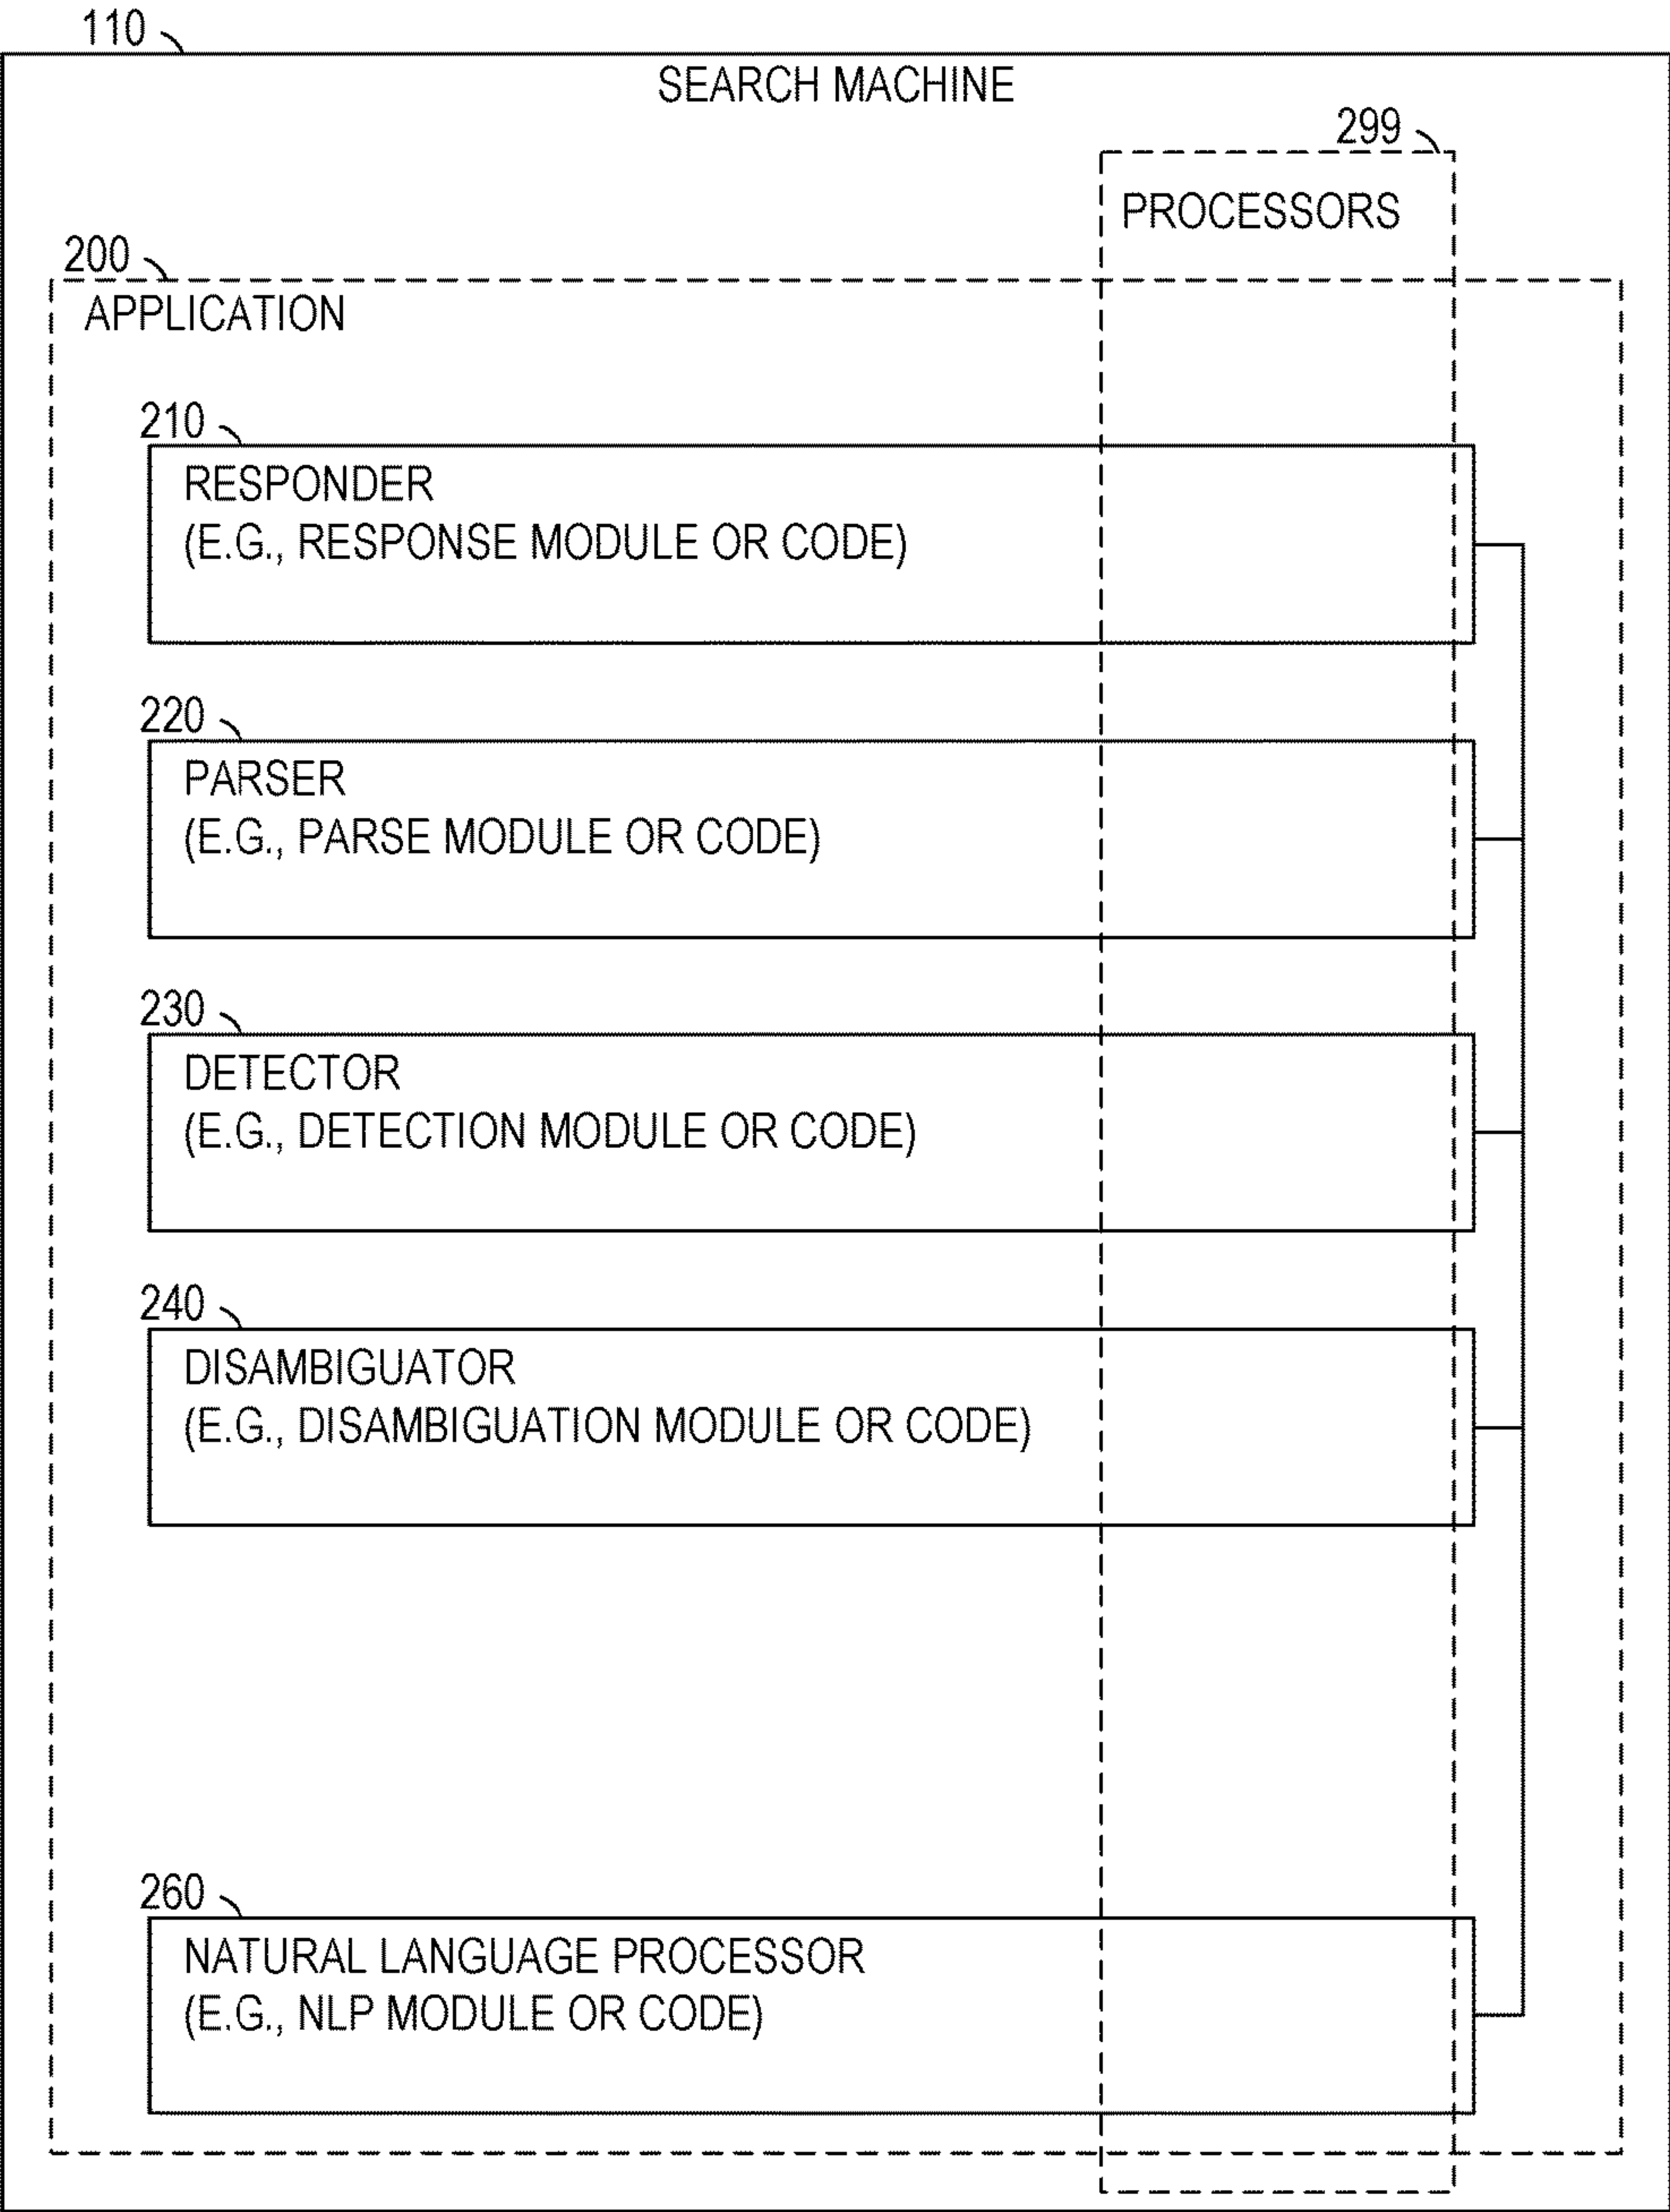 110
SEARCH MACHINE
299
PROCESSORS
200
APPLICATION
210
RESPONDER
(E.G., RESPONSE MODULE OR CODE)
220
PARSER
(E.G., PARSE MODULE OR CODE)
230
DETECTOR
(E.G., DETECTION MODULE OR CODE)
240
DISAMBIGUATOR
(E.G., DISAMBIGUATION MODULE OR CODE)
260
NATURAL LANGUAGE PROCESSOR
(E.G., NLP MODULE OR CODE)